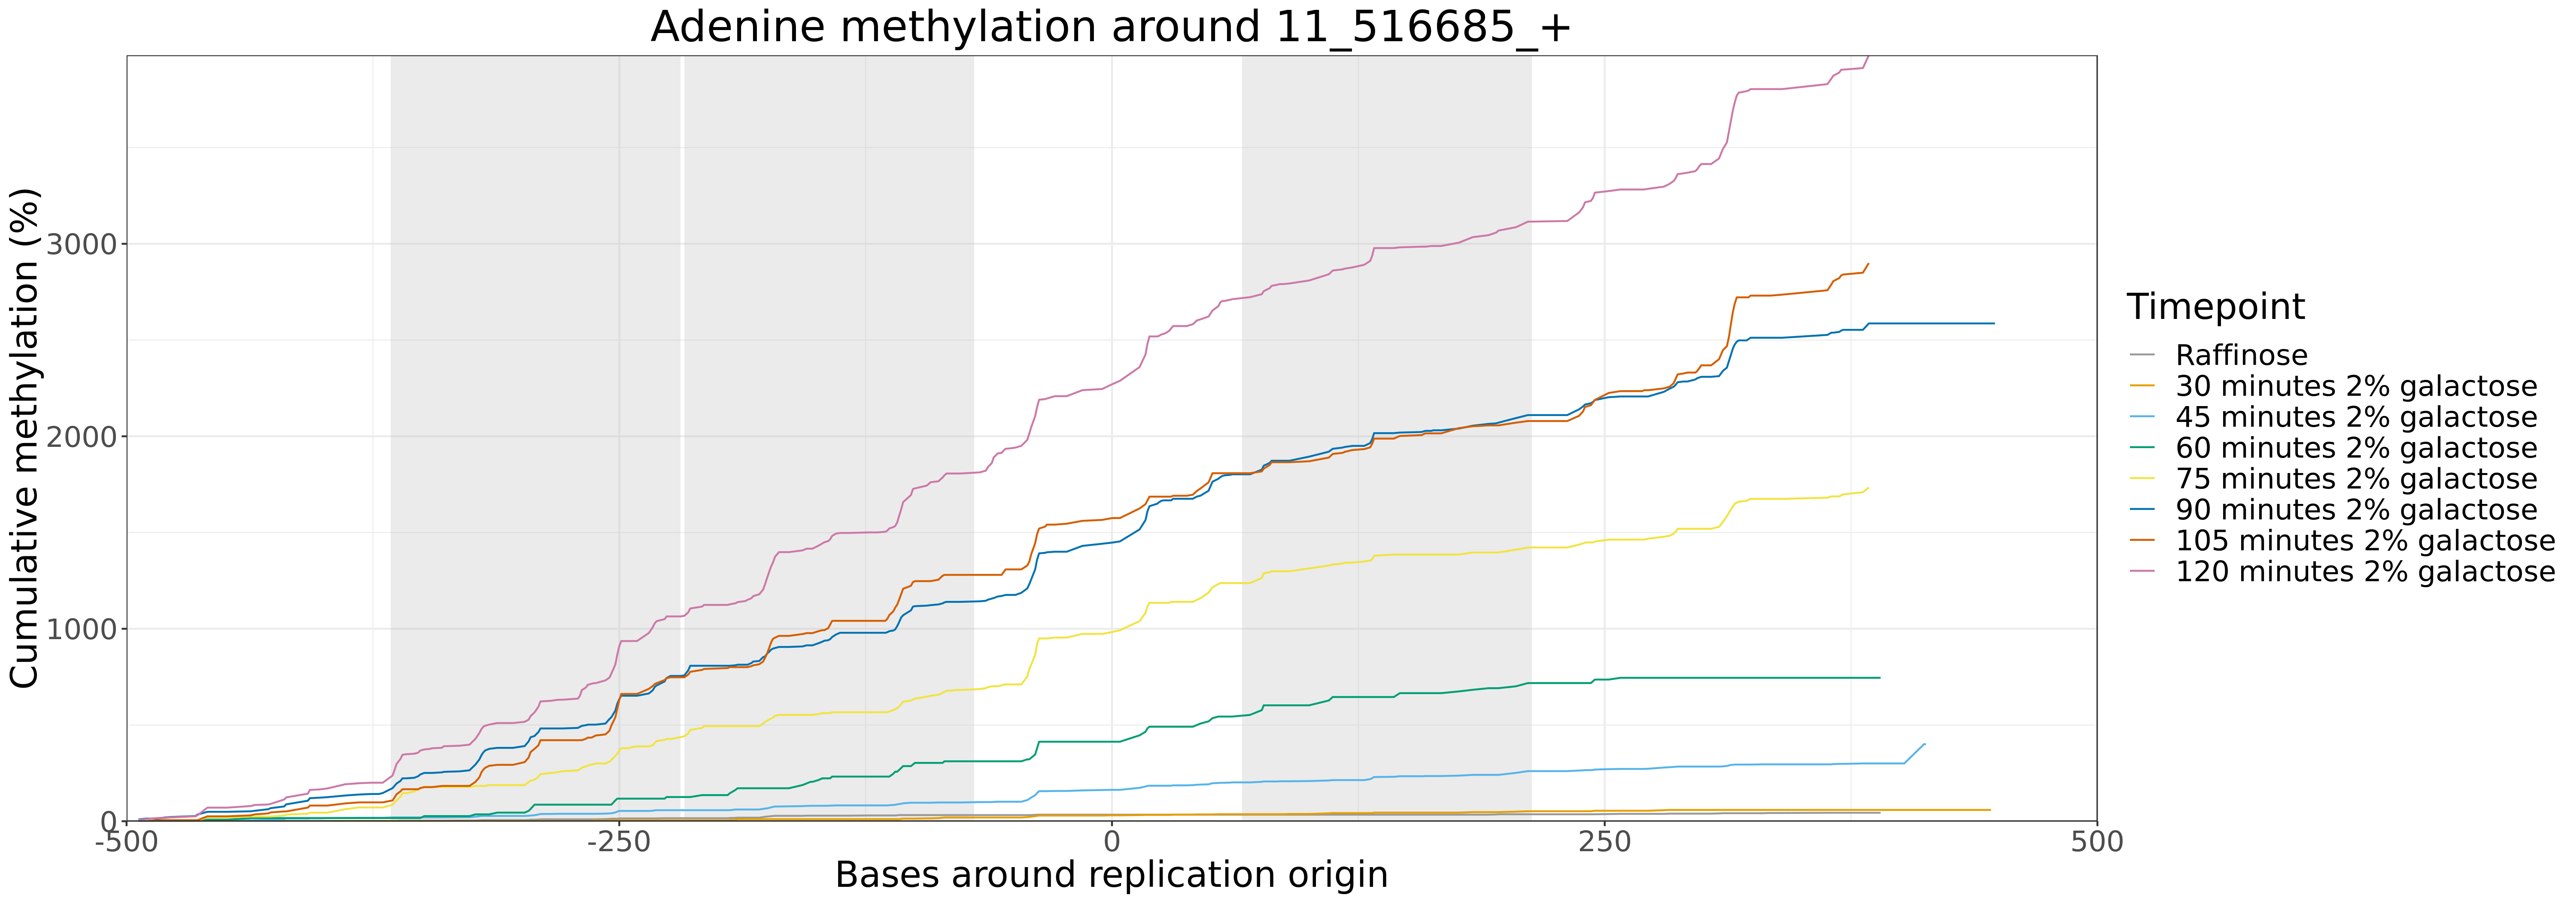 Adenine methylation around 11_516685_+
Cumulative methylation (%)
3000
2000
1000
0
-500
-250
0
250
500
Bases around replication origin
Timepoint
Raffinose
30 minutes 2% galactose
45 minutes 2% galactose
60 minutes 2% galactose
75 minutes 2% galactose
90 minutes 2% galactose
105 minutes 2% galactose
120 minutes 2% galactose